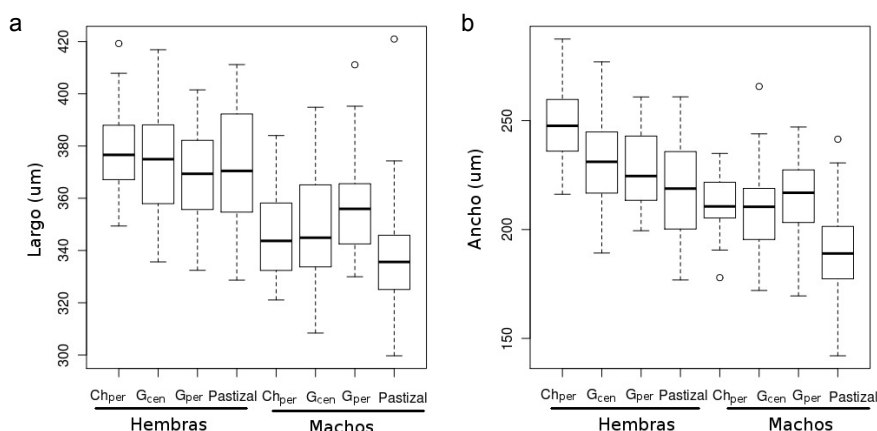 a
Largo (um)
420
400
380
360
340
320
300
Chper Gcen Gper Pastizal Chper Gcen Gper Pastizal
Hembras Machos
b
Ancho (um)
250
200
150
Chper Gcen Gper Pastizal Chper Gcen Gper Pastizal
Hembras Machos